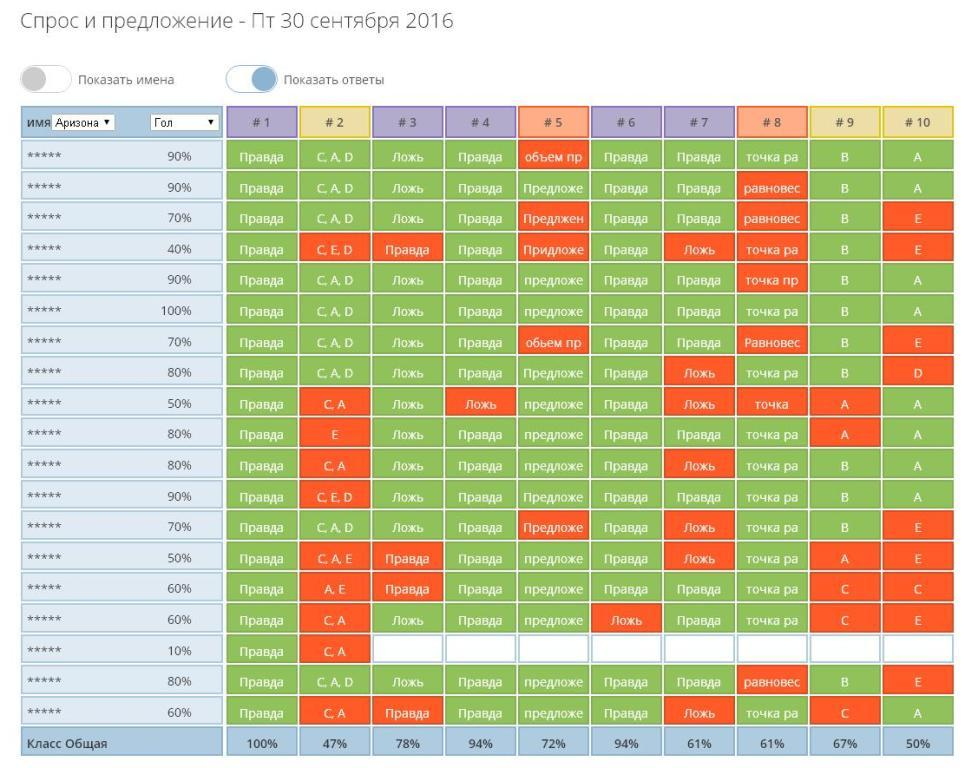 Спрос и предложение - Пт 30 сентября 2016
Показать имена Показать ответы
имя Аризона Гол # 1 # 2 # 3 # 4 # 5 # 6 # 7 # 8 # 9 # 10
***** 90% Правда C, A, D Ложь Правда объем пр Правда Правда точка ра B A
***** 90% Правда C, A, D Ложь Правда Предложе Правда Правда равновес B A
***** 70% Правда C, A, D Ложь Правда Предлжен Правда Правда равновес B E
***** 40% Правда C, E, D Правда Правда Придложе Правда Ложь точка ра B E
***** 90% Правда C, A, D Ложь Правда предложе Правда Правда точка пр B A
***** 100% Правда C, A, D Ложь Правда предложе Правда Правда точка ра B A
***** 70% Правда C, A, D Ложь Правда обьем пр Правда Правда Равновес B E
***** 80% Правда C, A, D Ложь Правда Предложе Правда Ложь точка ра B D
***** 50% Правда C, A Ложь Ложь предложе Правда Ложь точка A A
***** 80% Правда E Ложь Правда предложе Правда Правда точка ра A A
***** 80% Правда C, A Ложь Правда предложе Правда Ложь точка ра B A
***** 90% Правда C, E, D Ложь Правда Предложе Правда Правда точка ра B A
***** 70% Правда C, A, D Ложь Правда Предложе Правда Ложь точка ра B E
***** 50% Правда C, A, E Правда Правда предложе Правда Ложь точка ра A E
***** 60% Правда A, E Правда Правда предложе Правда Правда точка ра C C
***** 60% Правда C, A Ложь Правда предложе Ложь Правда точка ра C E
***** 10% Правда C, A
***** 80% Правда C, A, D Ложь Правда предложе Правда Правда равновес B E
***** 60% Правда C, A Правда Правда предложе Правда Ложь точка ра C A
Класс Общая 100% 47% 78% 94% 72% 94% 61% 61% 67% 50%